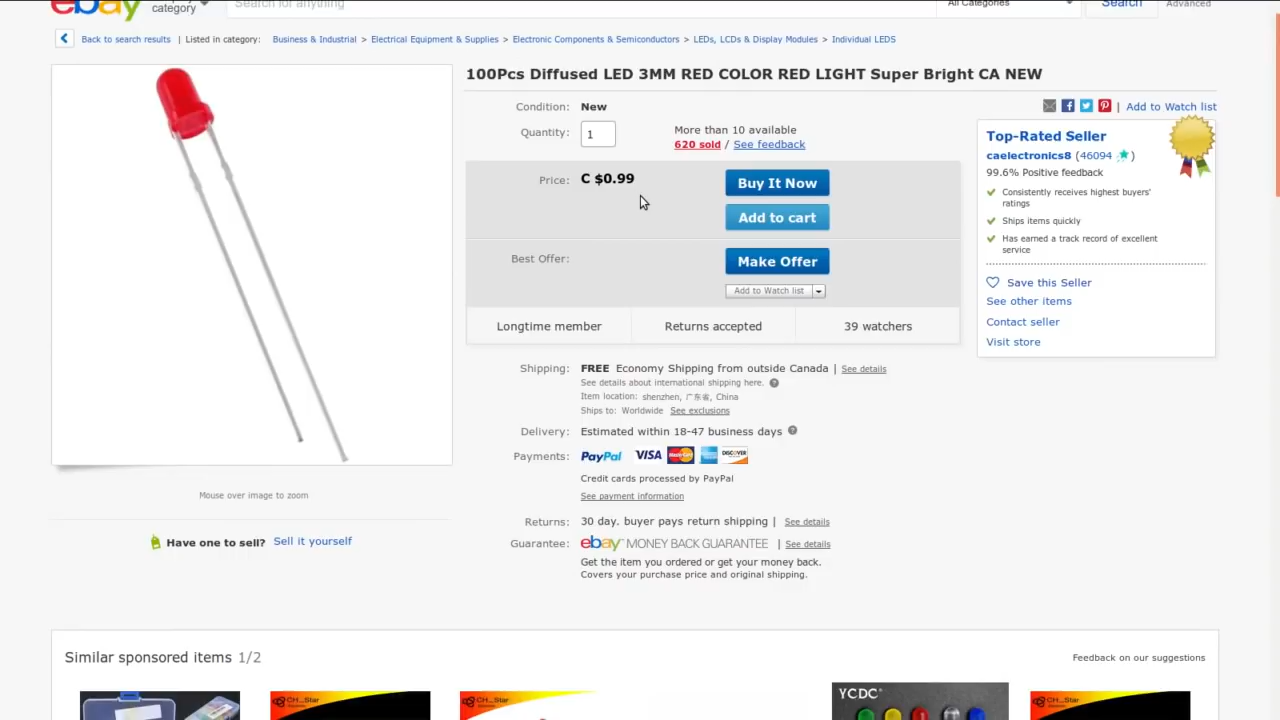 ebay
category
Search for anything
All Categories
Search
Advanced
Back to search results | Listed in category: Business & Industrial > Electrical Equipment & Supplies > Electronic Components & Semiconductors > LEDs, LCDs & Display Modules > Individual LEDS
100Pcs Diffused LED 3MM RED COLOR RED LIGHT Super Bright CA NEW
Condition: New
| Add to Watch list
Quantity: 1
More than 10 available
620 sold / See feedback
Price: C $0.99
Buy It Now
Add to cart
Best Offer:
Make Offer
Add to Watch list
Longtime member
Returns accepted
39 watchers
Top-Rated Seller
caelectronics8 (46094)
99.6% Positive feedback
Consistently receives highest buyers'
ratings
Ships items quickly
Has earned a track record of excellent
service
Save this Seller
See other items
Contact seller
Visit store
Shipping: FREE Economy Shipping from outside Canada | See details
See details about international shipping here. ?
Item location: shenzhen, 广东省, China
Ships to: Worldwide See exclusions
Delivery: Estimated within 18-47 business days ?
Payments: PayPal VISA MasterCard DISCOVER
Credit cards processed by PayPal
See payment information
Returns: 30 day, buyer pays return shipping | See details
Guarantee: ebay MONEY BACK GUARANTEE | See details
Get the item you ordered or get your money back.
Covers your purchase price and original shipping.
Mouse over image to zoom
Have one to sell? Sell it yourself
Similar sponsored items 1/2
Feedback on our suggestions
CH_Star
CH_Star
YCDC
CH_Star